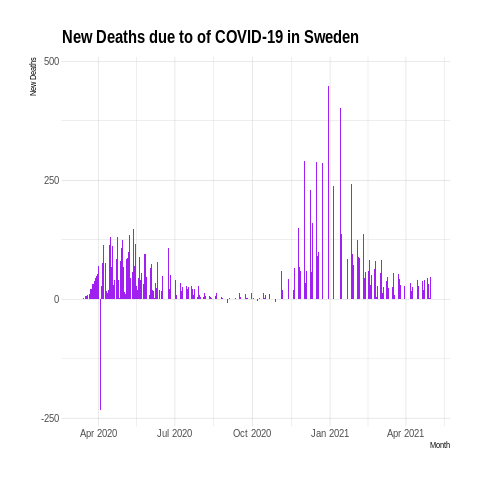 New Deaths due to of COVID-19 in Sweden
New Deaths
500
250
0
-250
Apr 2020 Jul 2020 Oct 2020 Jan 2021 Apr 2021
Month